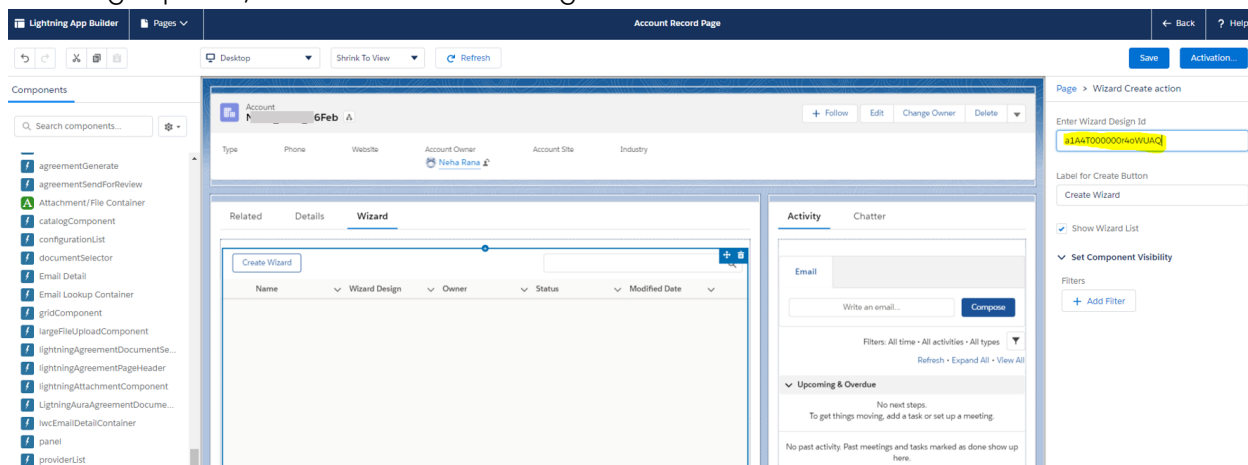 Lightning App Builder
Pages
Account Record Page
Back
? Help
Desktop
Shrink To View
Refresh
Save
Activation...
Components
Search components...
agreementGenerate
agreementSendForReview
Attachment/File Container
catalogComponent
configurationList
documentSelector
Email Detail
Email Lookup Container
gridComponent
largeFileUploadComponent
lightningAgreementDocumentSe...
lightningAgreementPageHeader
lightningAttachmentComponent
LigtningAuraAgreementDocume...
lwcEmailDetailContainer
panel
providerList
Account
6Feb
+ Follow
Edit
Change Owner
Delete
Type
Phone
Website
Account Owner
Account Site
Industry
Neha Rana
Related
Details
Wizard
Create Wizard
Name
Wizard Design
Owner
Status
Modified Date
Activity
Chatter
Email
Write an email...
Compose
Filters: All time • All activities • All types
Refresh • Expand All • View All
Upcoming & Overdue
No next steps.
To get things moving, add a task or set up a meeting.
No past activity. Past meetings and tasks marked as done show up
here.
Page > Wizard Create action
Enter Wizard Design Id
a1A4T000000r4oWUAQ
Label for Create Button
Create Wizard
Show Wizard List
Set Component Visibility
Filters
+ Add Filter